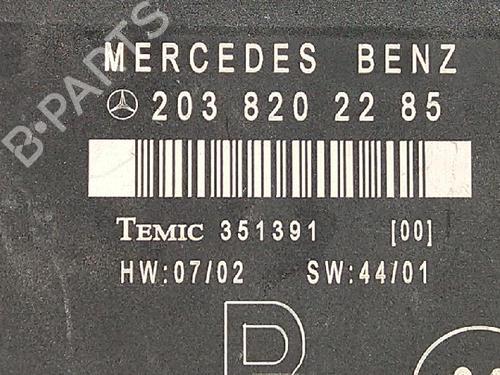 B-PARTS
MERCEDES BENZ
203 820 22 85
TEMIC 351391 [00]
HW:07/02 SW:44/01